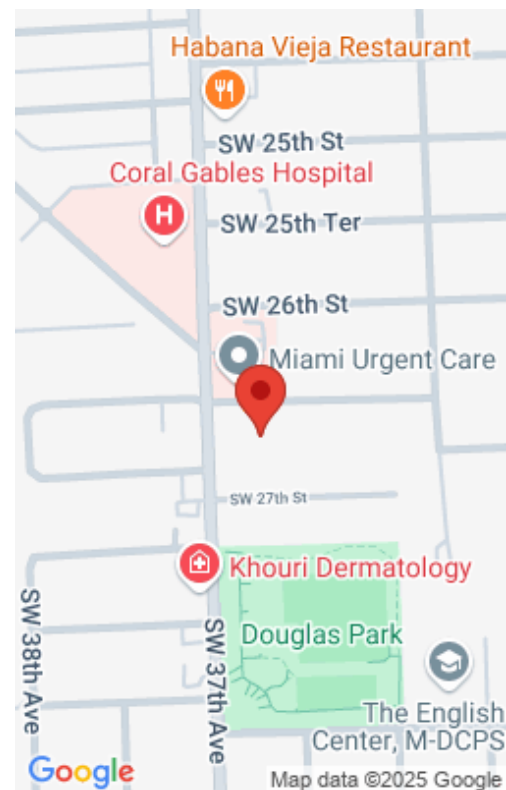 Habana Vieja Restaurant
SW 25th St
Coral Gables Hospital
H
SW 25th Ter
SW 26th St
Miami Urgent Care
SW 27th St
Khouri Dermatology
SW 38th Ave
SW 37th Ave
Douglas Park
The English
Center, M-DCPS
Google
Map data ©2025 Google